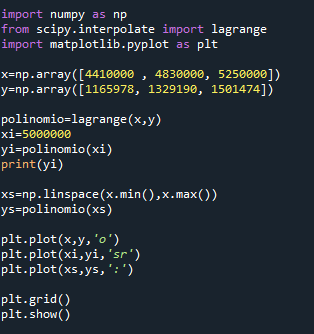 import numpy as np
from scipy.interpolate import lagrange
import matplotlib.pyplot as plt
x=np.array([4410000 , 4830000, 5250000])
y=np.array([1165978, 1329190, 1501474])
polinomio=lagrange(x,y)
xi=5000000
yi=polinomio(xi)
print(yi)
xs=np.linspace(x.min(),x.max())
ys=polinomio(xs)
plt.plot(x,y,'o')
plt.plot(xi,yi,'sr')
plt.plot(xs,ys,':')
plt.grid()
plt.show()